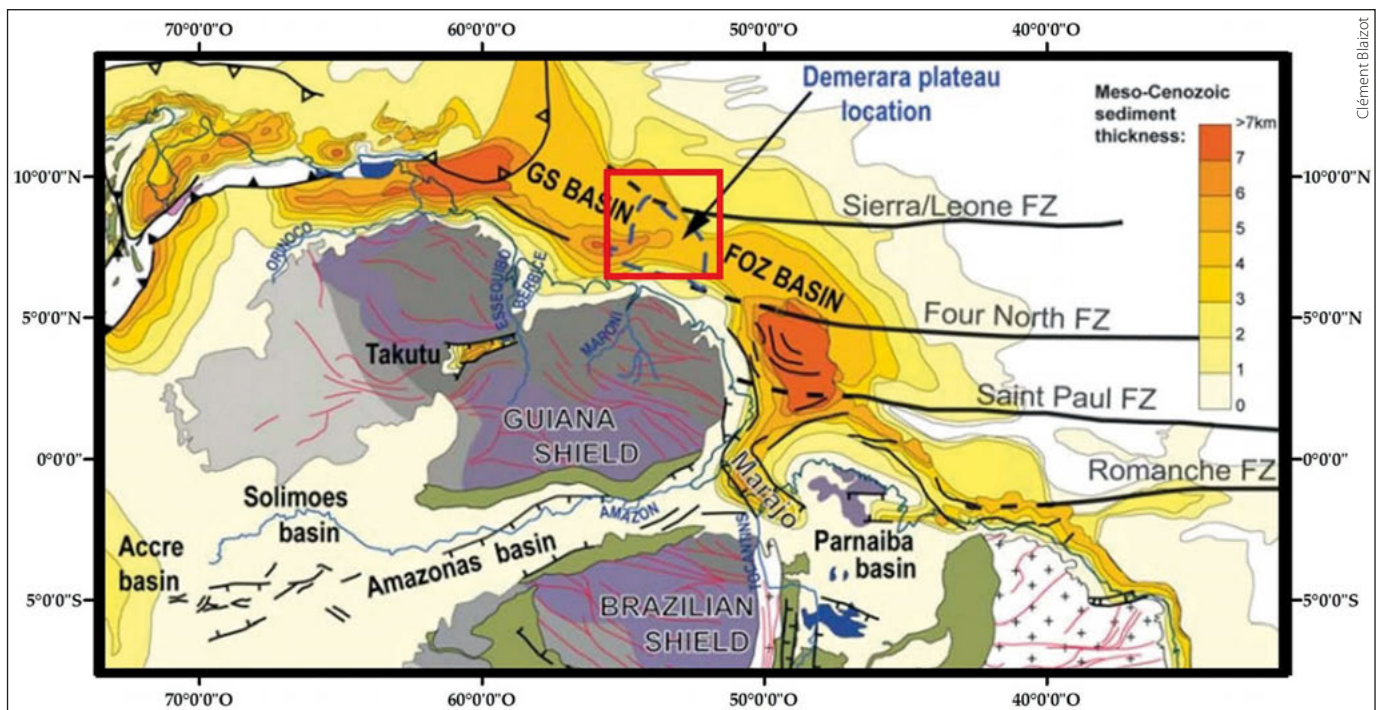 70°0'0"O 60°0'0"O 50°0'0"O 40°0'0"O
Clément Blaizot
Demerara plateau
location
Meso-Cenozoic
sediment
thickness:
>7km
7
6
5
4
3
2
1
0
10°0'0"N
10°0'0"N
GS BASIN
Sierra/Leone FZ
ORINOCO
ESSEQUIBO
BERBICE
FOZ BASIN
5°0'0"N
5°0'0"N
MARONI
Four North FZ
Takutu
Saint Paul FZ
GUIANA
SHIELD
0°0'0"
0°0'0"
Marajo
Romanche FZ
Solimoes
basin
AMAZON
TOCANTINS
Accre
basin
Amazonas basin
Parnaiba
basin
5°0'0"S
5°0'0"S
BRAZILIAN
SHIELD
70°0'0"O 60°0'0"O 50°0'0"O 40°0'0"O